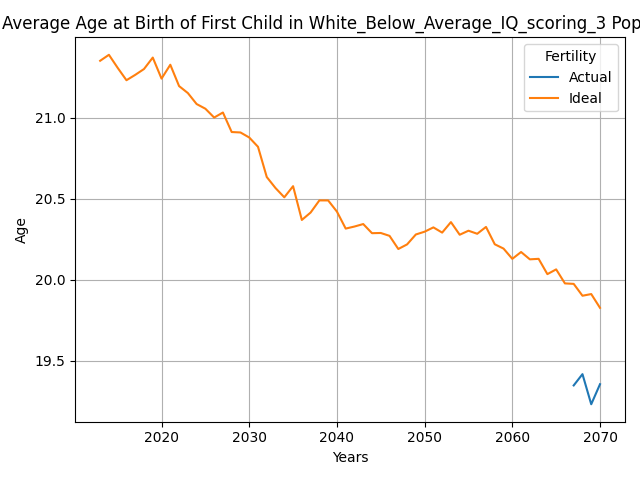 Average Age at Birth of First Child in White_Below_Average_IQ_scoring_3 Pop
Fertility
Actual
Ideal
21.0
20.5
20.0
19.5
Age
2020 2030 2040 2050 2060 2070
Years